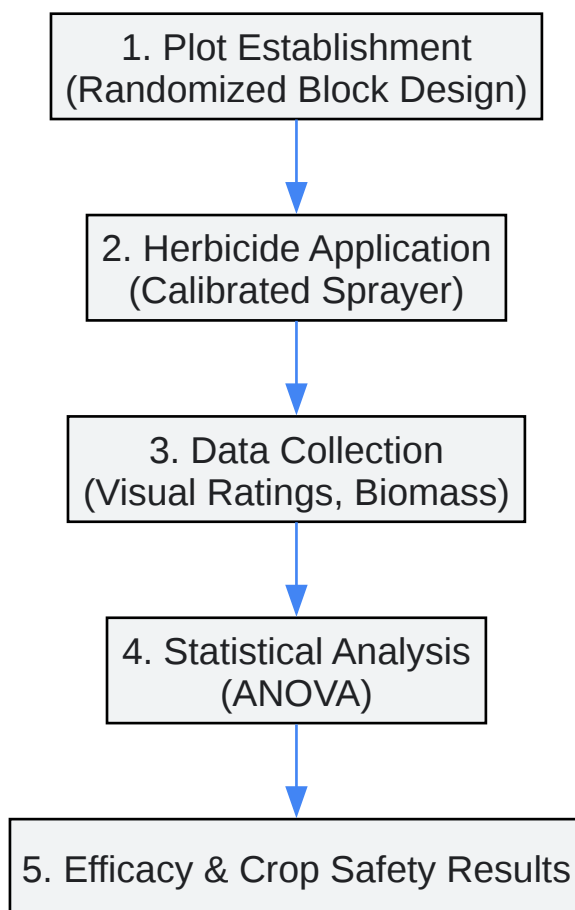 1. Plot Establishment
(Randomized Block Design)
2. Herbicide Application
(Calibrated Sprayer)
3. Data Collection
(Visual Ratings, Biomass)
4. Statistical Analysis
(ANOVA)
5. Efficacy & Crop Safety Results